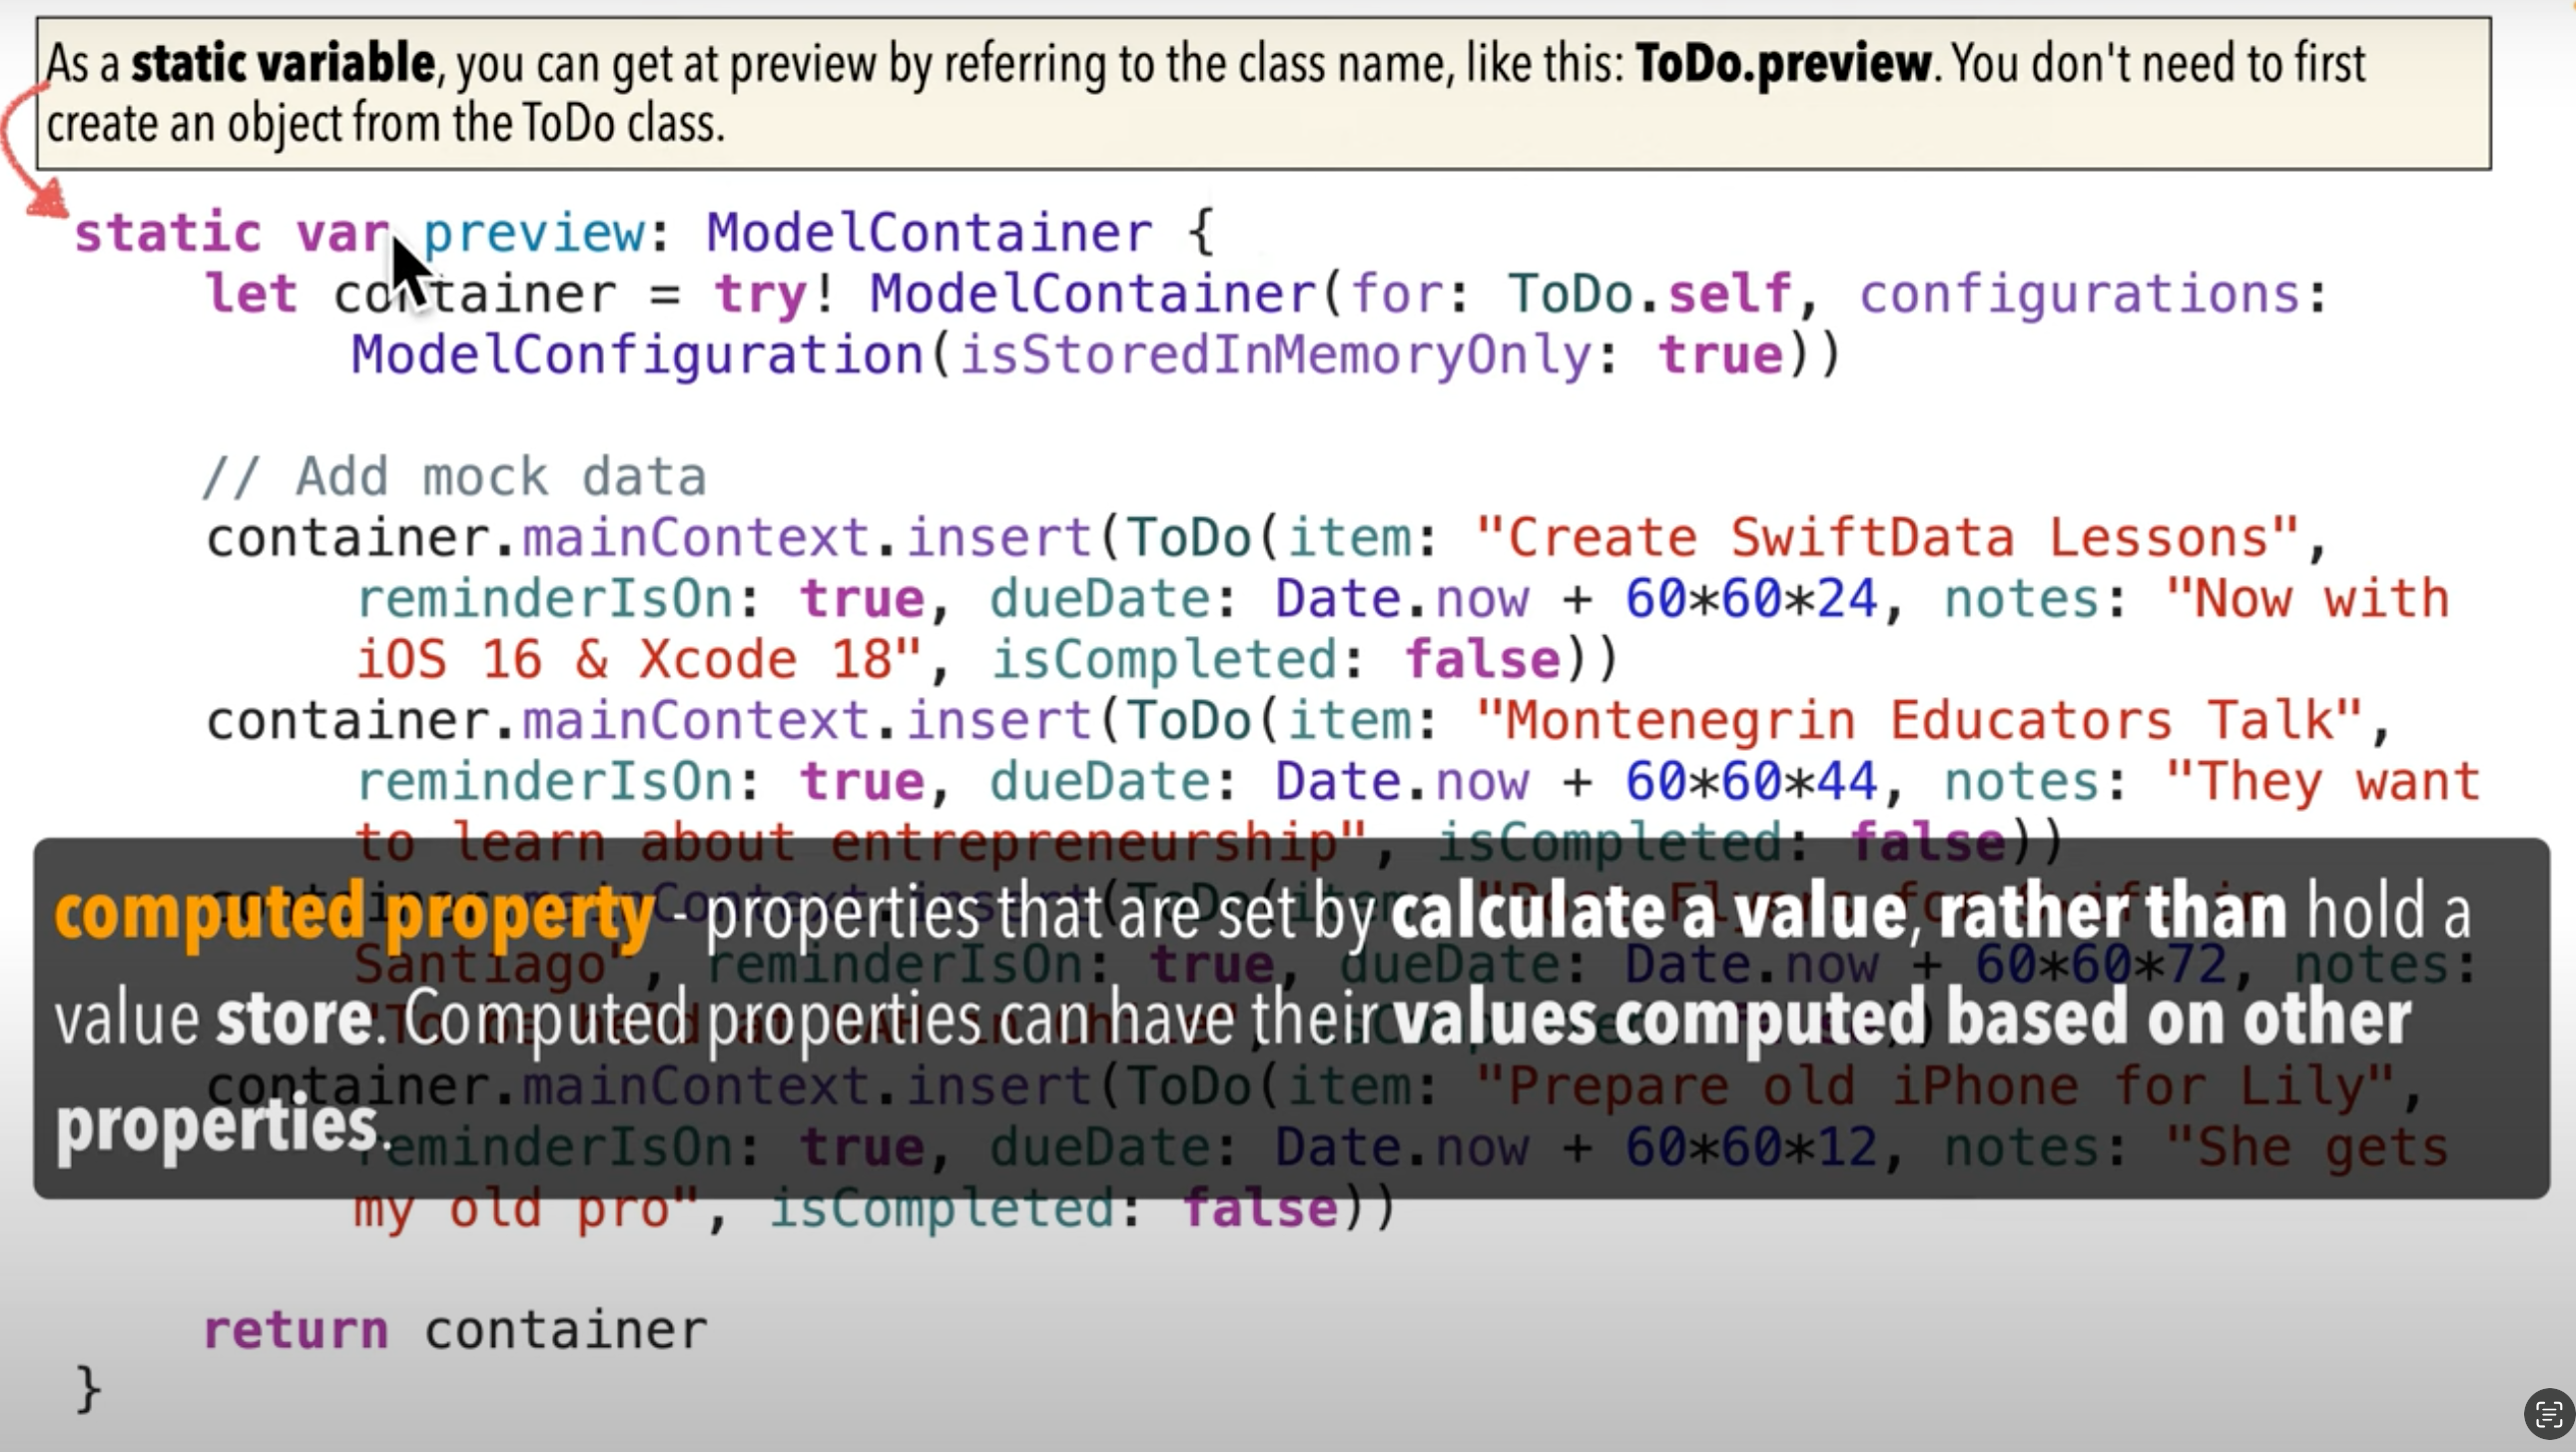 As a static variable, you can get at preview by referring to the class name, like this: ToDo.preview. You don't need to first
create an object from the ToDo class.
static var preview: ModelContainer {
let container = try! ModelContainer(for: ToDo.self, configurations:
ModelConfiguration(isStoredInMemoryOnly: true))
// Add mock data
container.mainContext.insert(ToDo(item: "Create SwiftData Lessons",
reminderIsOn: true, dueDate: Date.now + 60*60*24, notes: "Now with
iOS 16 & Xcode 18", isCompleted: false))
container.mainContext.insert(ToDo(item: "Montenegrin Educators Talk",
reminderIsOn: true, dueDate: Date.now + 60*60*44, notes: "They want
to learn about entrepreneurship", isCompleted: false))
computed property - properties that are set by calculate a value, rather than hold a
Santiago", reminderIsOn: true, dueDate: Date.now + 60*60*72, notes:
value store. Computed properties can have their values computed based on other
container.mainContext.insert(ToDo(item: "Prepare old iPhone for Lily",
properties.
reminderIsOn: true, dueDate: Date.now + 60*60*12, notes: "She gets
my old pro", isCompleted: false))
return container
}